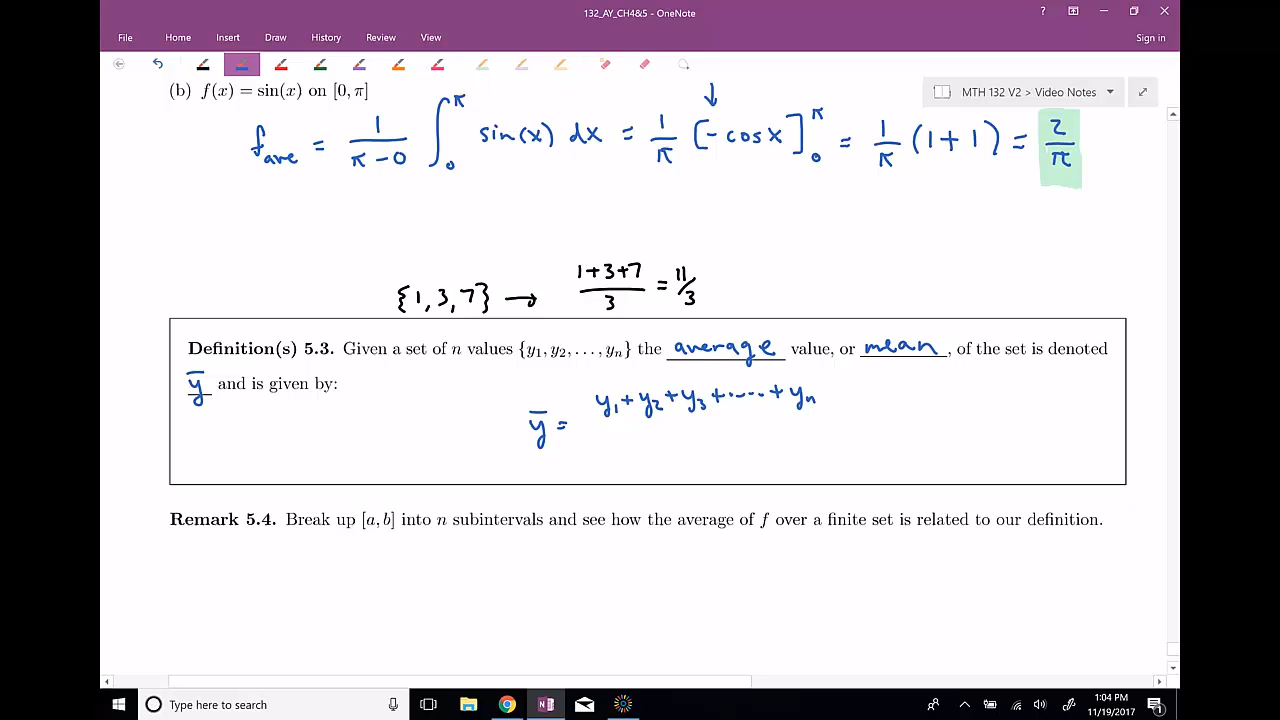 132_AY_CH4&5 - OneNote
File Home Insert Draw History Review View Sign in
(b) f(x) = sin(x) on [0, π]
MTH 132 V2 > Video Notes
f_ave = 1/(π-0) ∫_0^π sin(x) dx = 1/π [-cosx]_0^π = 1/π (1+1) = 2/π
{1,3,7} → (1+3+7)/3 = 11/3
Definition(s) 5.3. Given a set of n values {y₁, y₂, . . . , yₙ} the average value, or mean, of the set is denoted
ȳ and is given by:
ȳ = y₁+y₂+y₃+.....+yₙ
Remark 5.4. Break up [a, b] into n subintervals and see how the average of f over a finite set is related to our definition.
Type here to search
1:04 PM
11/19/2017